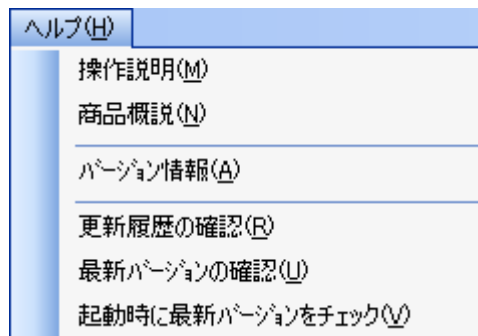 ヘルプ(H)
操作説明(M)
商品概説(N)
バージョン情報(A)
更新履歴の確認(R)
最新バージョンの確認(U)
起動時に最新バージョンをチェック(V)